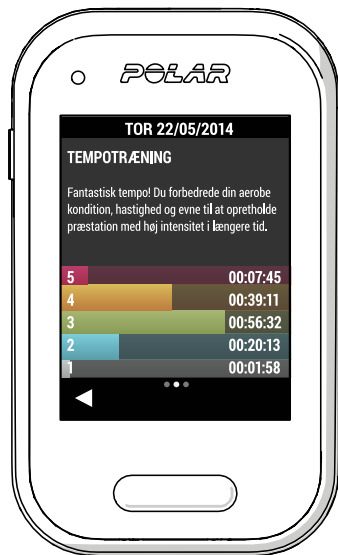 POLAR
TOR 22/05/2014
TEMPOTRÆNING
Fantastisk tempo! Du forbedrede din aerobe
kondition, hastighed og evne til at opretholde
præstation med høj intensitet i længere tid.
5 00:07:45
4 00:39:11
3 00:56:32
2 00:20:13
1 00:01:58